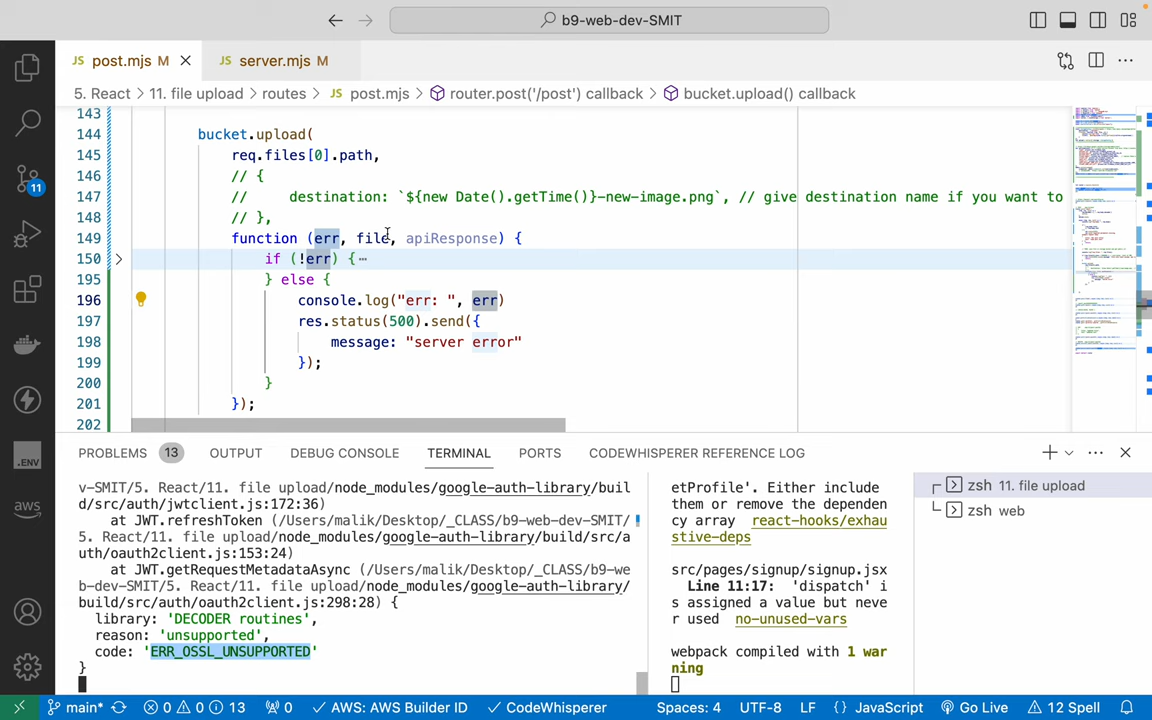 b9-web-dev-SMIT
JS post.mjs M
JS server.mjs M
5. React > 11. file upload > routes > JS post.mjs > router.post('/post') callback > bucket.upload() callback
143
144 bucket.upload(
145 req.files[0].path,
146 // {
147 // destination: `${new Date().getTime()}-new-image.png`, // give destination name if you want to
148 // },
149 function (err, file, apiResponse) {
150 if (!err) {⋯
195 } else {
196 console.log("err: ", err)
197 res.status(500).send({
198 message: "server error"
199 });
200 }
201 });
202
11
.ENV
aws
PROBLEMS 13 OUTPUT DEBUG CONSOLE TERMINAL PORTS CODEWHISPERER REFERENCE LOG
v-SMIT/5. React/11. file upload/node_modules/google-auth-library/buil
d/src/auth/jwtclient.js:172:36)
at JWT.refreshToken (/Users/malik/Desktop/_CLASS/b9-web-dev-SMIT/
5. React/11. file upload/node_modules/google-auth-library/build/src/a
uth/oauth2client.js:153:24)
at JWT.getRequestMetadataAsync (/Users/malik/Desktop/_CLASS/b9-we
b-dev-SMIT/5. React/11. file upload/node_modules/google-auth-library/
build/src/auth/oauth2client.js:298:28) {
library: 'DECODER routines',
reason: 'unsupported',
code: 'ERR_OSSL_UNSUPPORTED'
}
etProfile'. Either include
them or remove the dependen
cy array react-hooks/exhau
stive-deps
src/pages/signup/signup.jsx
Line 11:17: 'dispatch' i
s assigned a value but neve
r used no-unused-vars
webpack compiled with 1 war
ning
zsh 11. file upload
zsh web
main* 0 0 13 0 AWS: AWS Builder ID CodeWhisperer Spaces: 4 UTF-8 LF {} JavaScript Go Live 12 Spell